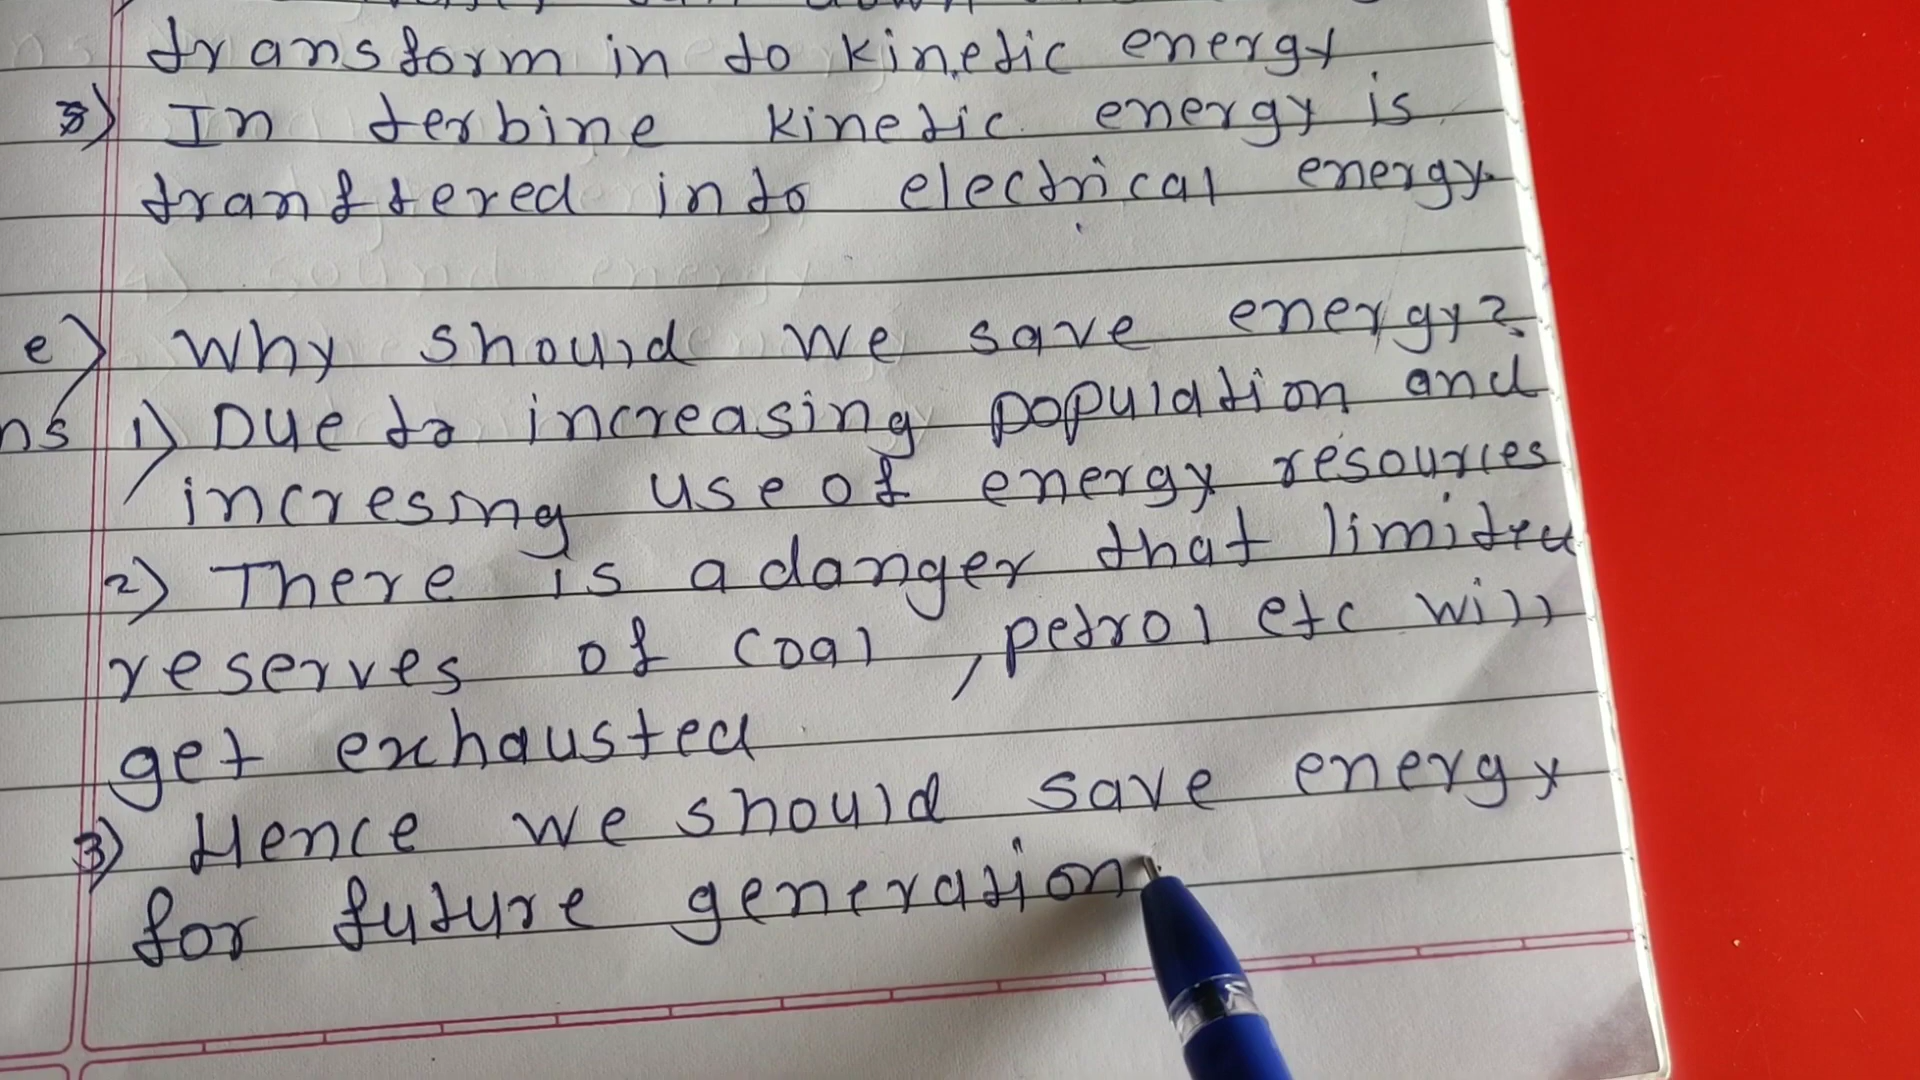 transform in to kinetic energy
3) In terbine kinetic energy is
tranftered into electrical energy.
e) Why should we save energy?
ns 1) Due to increasing population and
incresing use of energy resources
2) There is a danger that limited
reserves of coal, petrol etc will
get exhausted
3) Hence we should save energy
for future generation